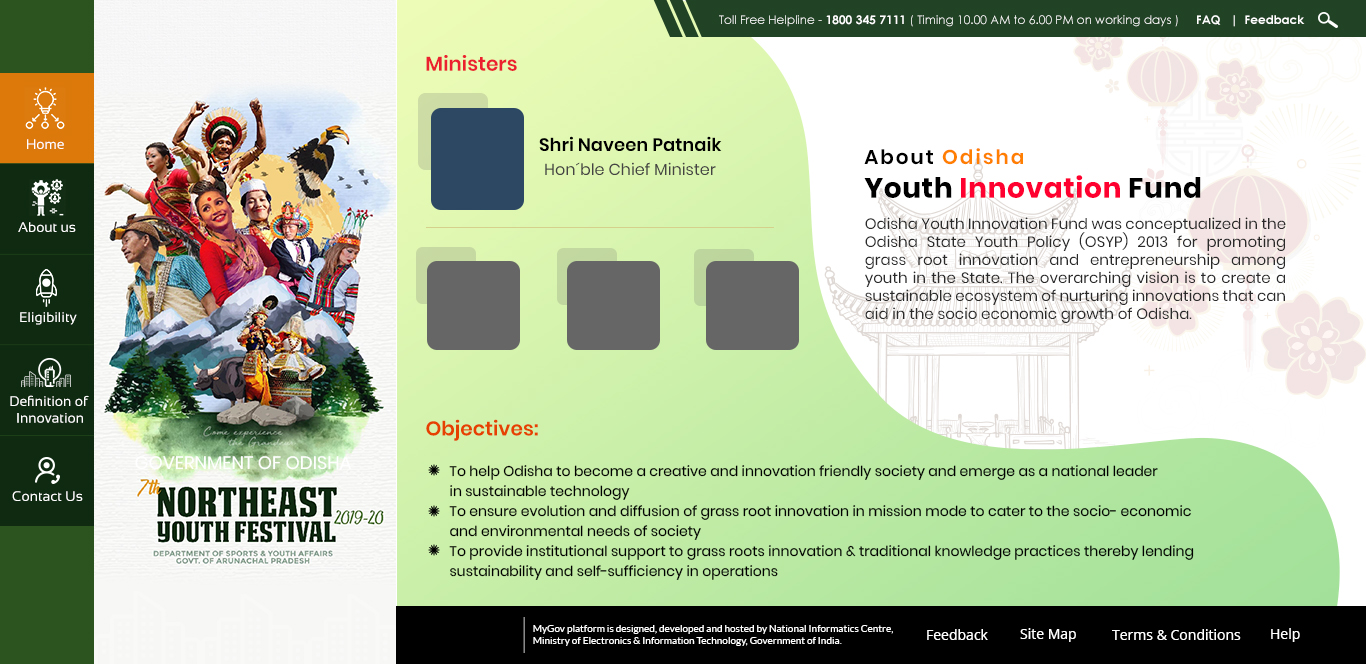 Toll Free Helpline - 1800 345 7111 ( Timing 10.00 AM to 6.00 PM on working days ) FAQ | Feedback
Home
About us
Eligibility
Definition of
Innovation
Contact Us
Come experience
the Grandeur
GOVERNMENT OF ODISHA
7th
NORTHEAST
YOUTH FESTIVAL
2019-20
DEPARTMENT OF SPORTS & YOUTH AFFAIRS
GOVT. OF ARUNACHAL PRADESH
Ministers
Shri Naveen Patnaik
Hon´ble Chief Minister
About Odisha
Youth Innovation Fund
Odisha Youth Innovation Fund was conceptualized in the
Odisha State Youth Policy (OSYP) 2013 for promoting
grass root innovation and entrepreneurship among
youth in the State. The overarching vision is to create a
sustainable ecosystem of nurturing innovations that can
aid in the socio economic growth of Odisha.
Objectives:
To help Odisha to become a creative and innovation friendly society and emerge as a national leader
in sustainable technology
To ensure evolution and diffusion of grass root innovation in mission mode to cater to the socio- economic
and environmental needs of society
To provide institutional support to grass roots innovation & traditional knowledge practices thereby lending
sustainability and self-sufficiency in operations
MyGov platform is designed, developed and hosted by National Informatics Centre,
Ministry of Electronics & Information Technology, Government of India.
Feedback
Site Map
Terms & Conditions
Help